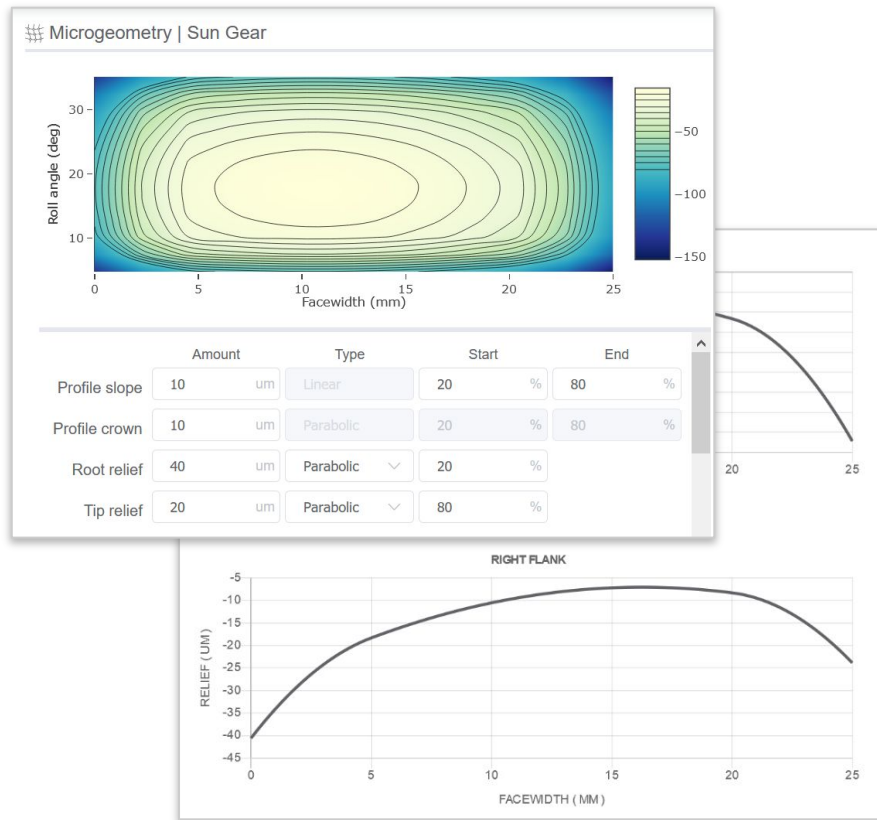 Microgeometry | Sun Gear
Roll angle (deg)
30
20
10
0 5 10 15 20 25
Facewidth (mm)
−50
−100
−150
Amount Type Start End
Profile slope 10 um Linear 20 % 80 %
Profile crown 10 um Parabolic 20 % 80 %
Root relief 40 um Parabolic 20 %
Tip relief 20 um Parabolic 80 %
20 25
RIGHT FLANK
RELIEF ( UM )
-5
-10
-15
-20
-25
-30
-35
-40
-45
0 5 10 15 20 25
FACEWIDTH ( MM )